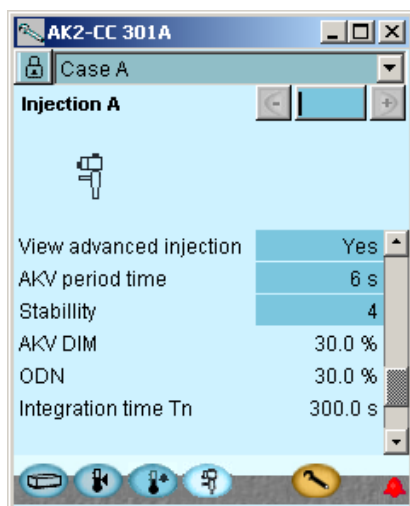 AK2-CC 301A
Case A
Injection A
View advanced injection Yes
AKV period time 6 s
Stabillity 4
AKV DIM 30.0 %
ODN 30.0 %
Integration time Tn 300.0 s